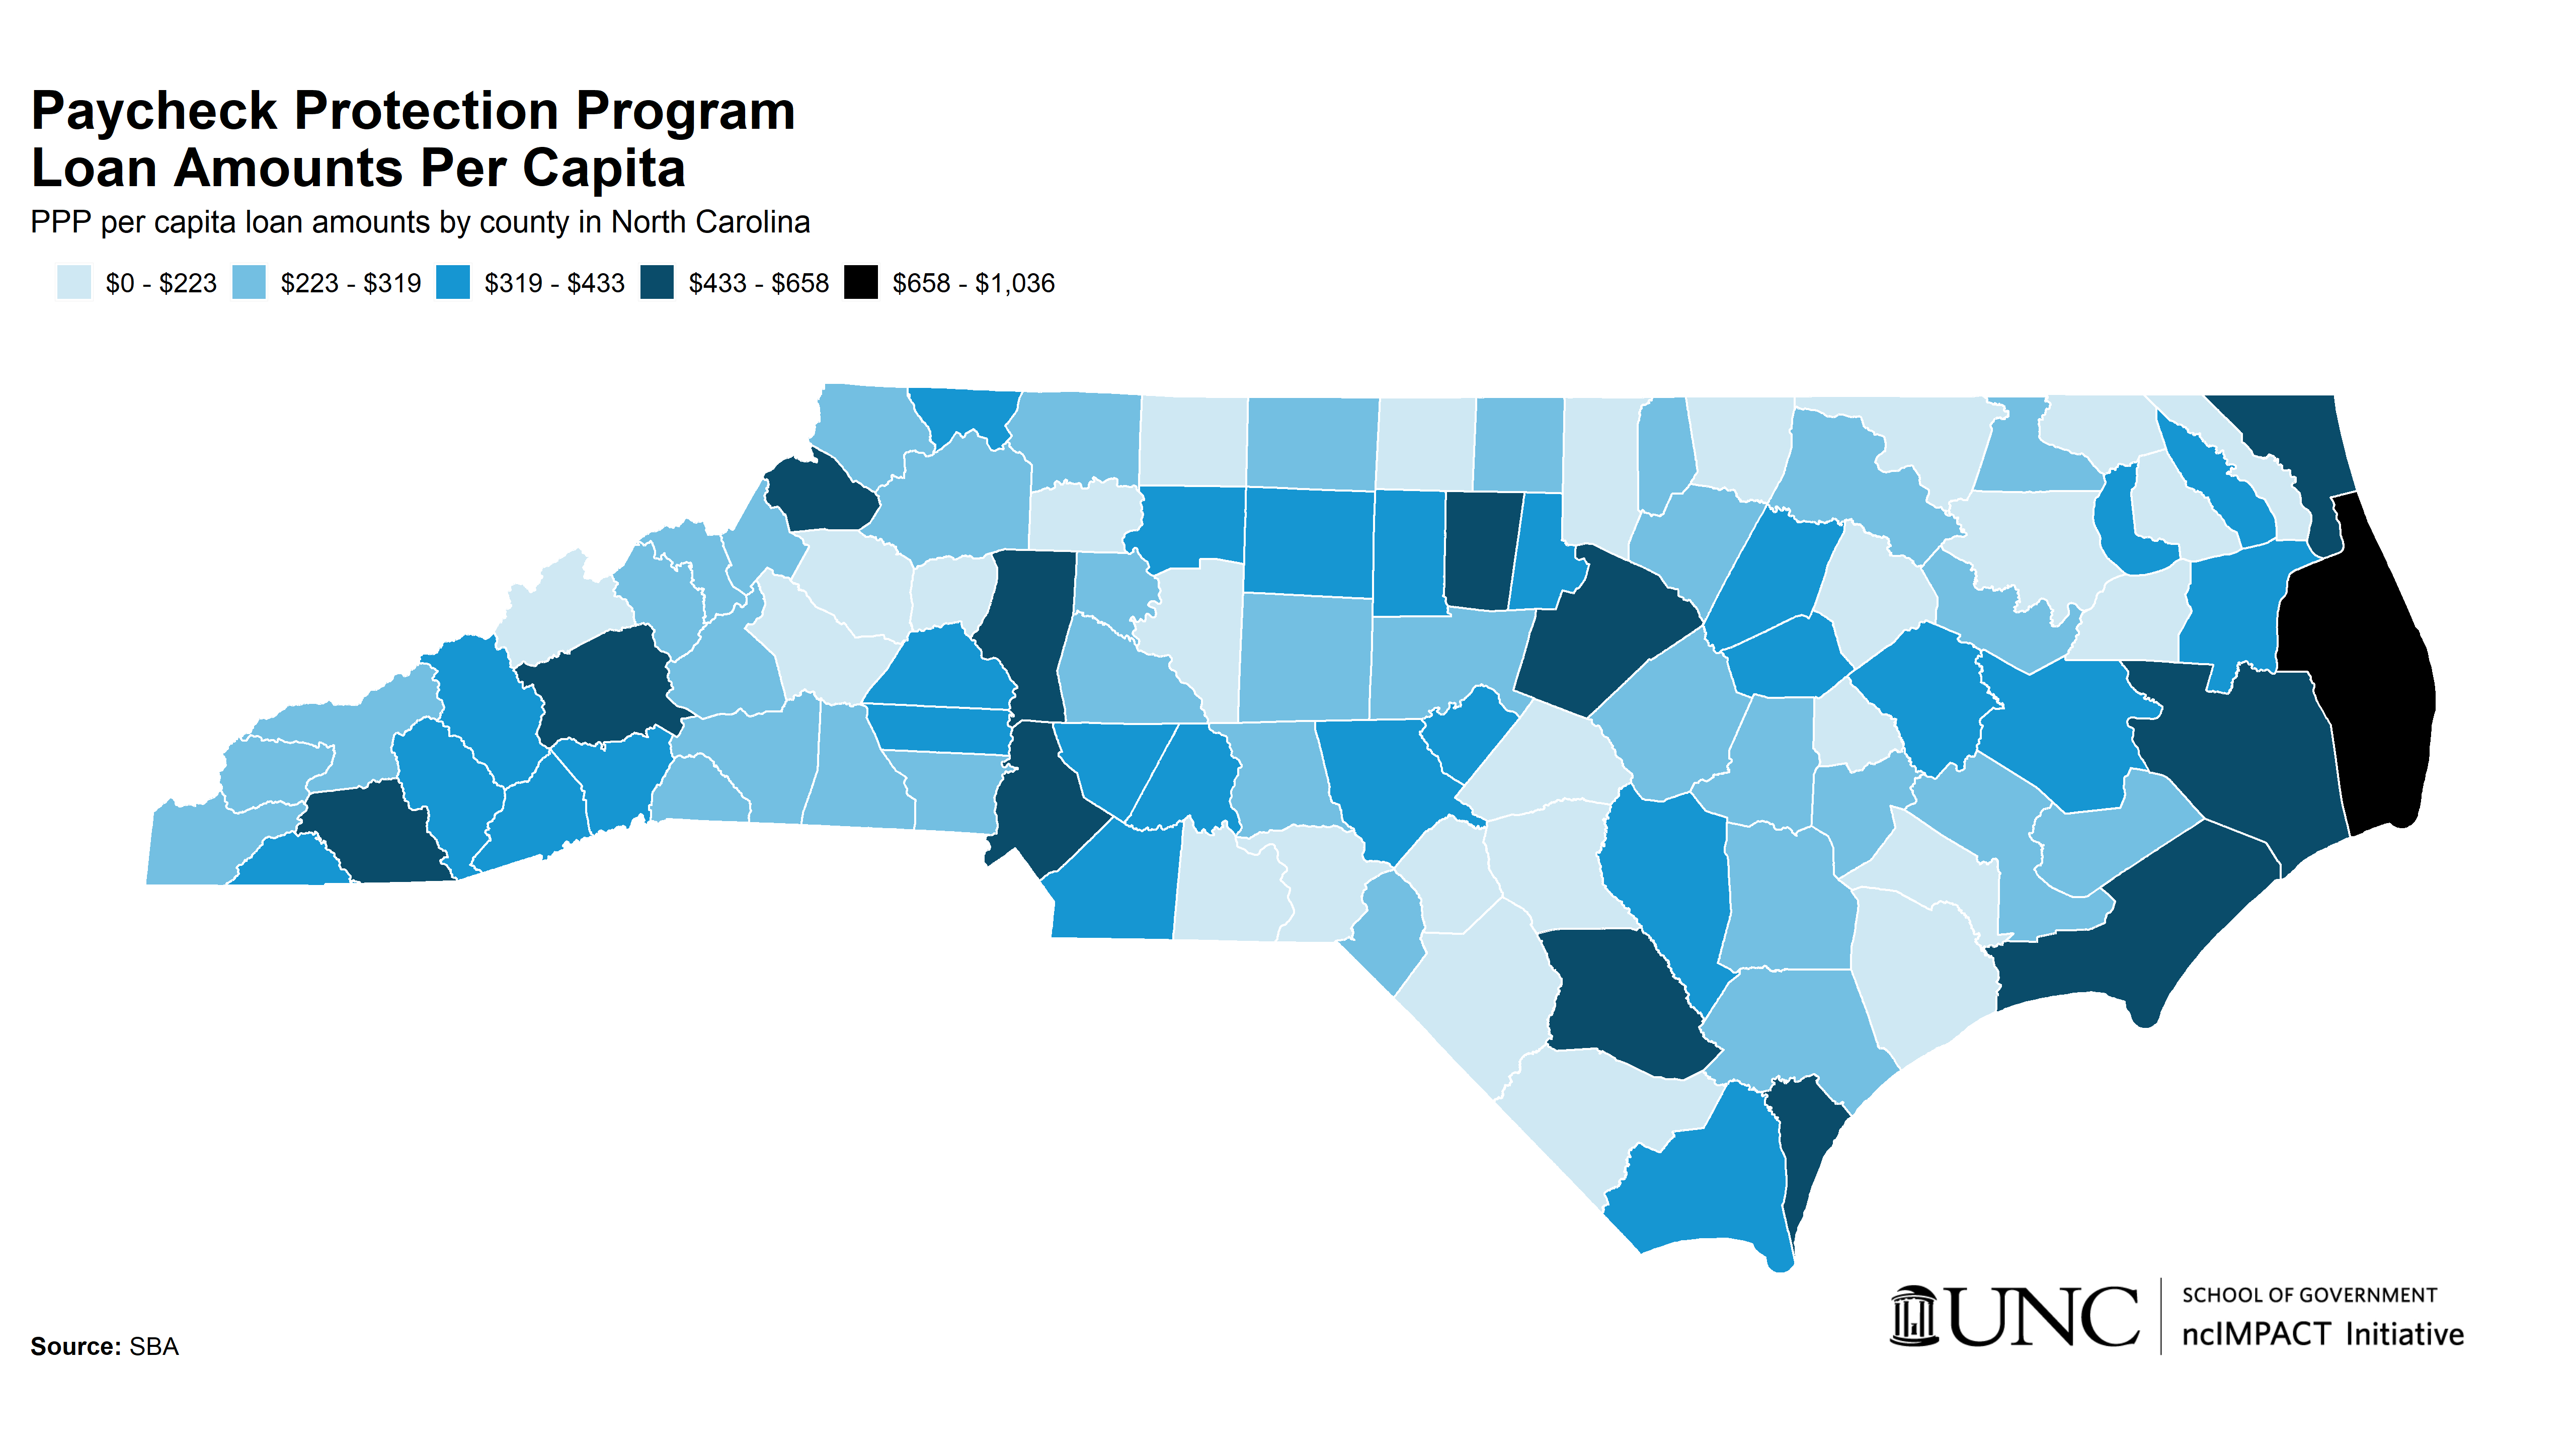 Paycheck Protection Program
Loan Amounts Per Capita
PPP per capita loan amounts by county in North Carolina
$0 - $223 $223 - $319 $319 - $433 $433 - $658 $658 - $1,036
UNC
SCHOOL OF GOVERNMENT
ncIMPACT Initiative
Source: SBA